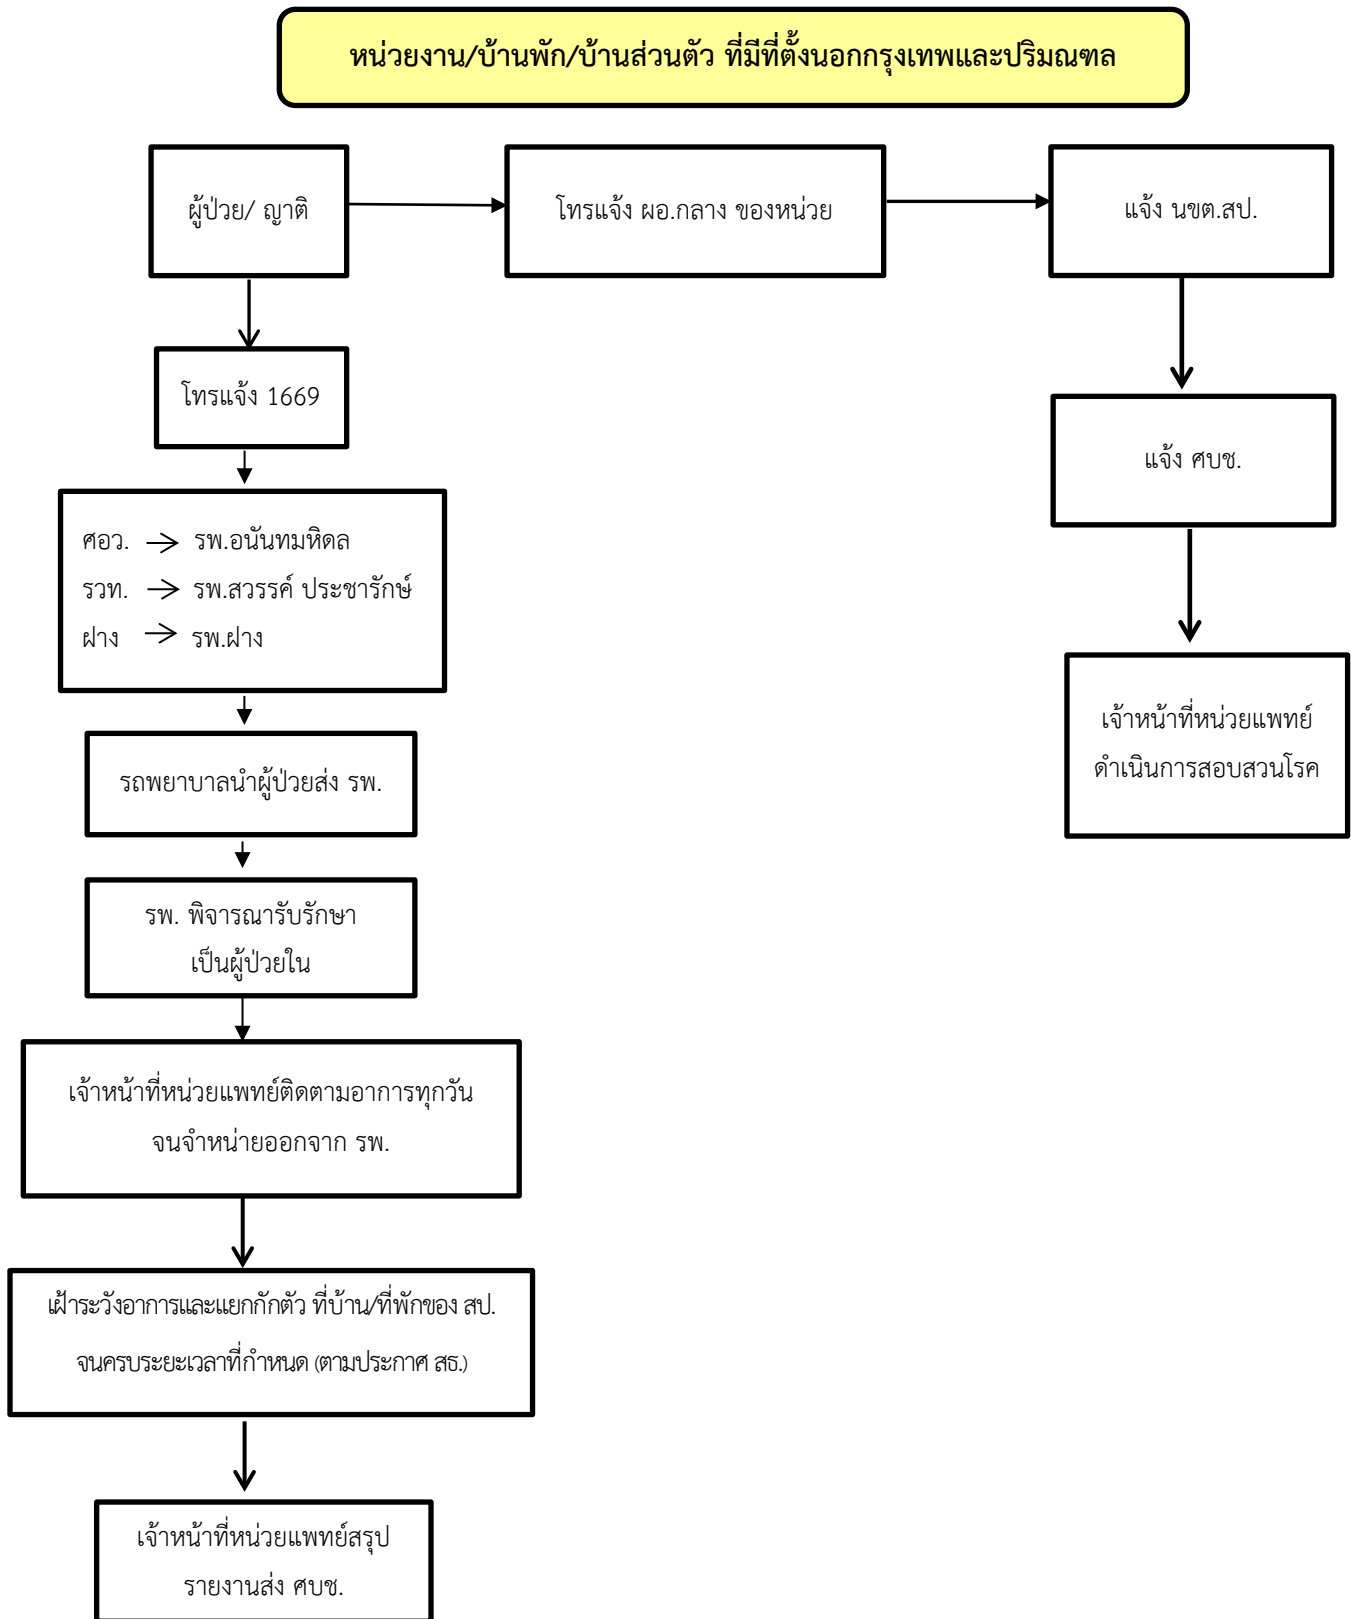 หน่วยงาน/บ้านพัก/บ้านส่วนตัว ที่มีที่ตั้งนอกกรุงเทพและปริมณฑล
ผู้ป่วย/ ญาติ
โทรแจ้ง ผอ.กลาง ของหน่วย
แจ้ง นขต.สป.
โทรแจ้ง 1669
แจ้ง ศบช.
ศอว. → รพ.อนันทมหิดล
รวท. → รพ.สวรรค์ ประชารักษ์
ฝาง → รพ.ฝาง
เจ้าหน้าที่หน่วยแพทย์
ดำเนินการสอบสวนโรค
รถพยาบาลนำผู้ป่วยส่ง รพ.
รพ. พิจารณารับรักษา
เป็นผู้ป่วยใน
เจ้าหน้าที่หน่วยแพทย์ติดตามอาการทุกวัน
จนจำหน่ายออกจาก รพ.
เฝ้าระวังอาการและแยกกักตัว ที่บ้าน/ที่พักของ สป.
จนครบระยะเวลาที่กำหนด (ตามประกาศ สธ.)
เจ้าหน้าที่หน่วยแพทย์สรุป
รายงานส่ง ศบช.